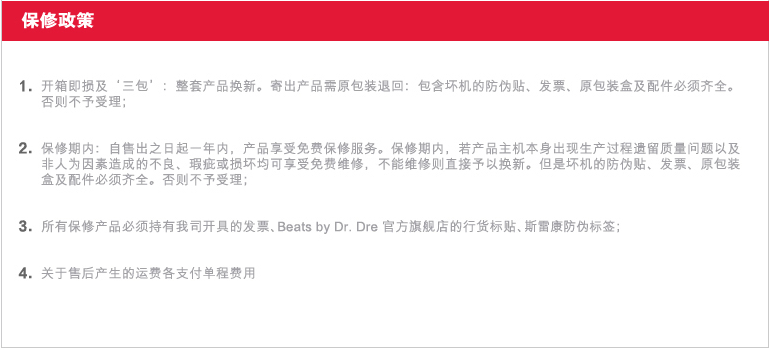 保修政策
1. 开箱即损及‘三包’：整套产品换新。寄出产品需原包装退回：包含坏机的防伪贴、发票、原包装盒及配件必须齐全。
否则不予受理；
2. 保修期内：自售出之日起一年内，产品享受免费保修服务。保修期内，若产品主机本身出现生产过程遗留质量问题以及
非人为因素造成的不良、瑕疵或损坏均可享受免费维修，不能维修则直接予以换新。但是坏机的防伪贴、发票、原包装
盒及配件必须齐全。否则不予受理；
3. 所有保修产品必须持有我司开具的发票、Beats by Dr. Dre 官方旗舰店的行货标贴、斯雷康防伪标签；
4. 关于售后产生的运费各支付单程费用